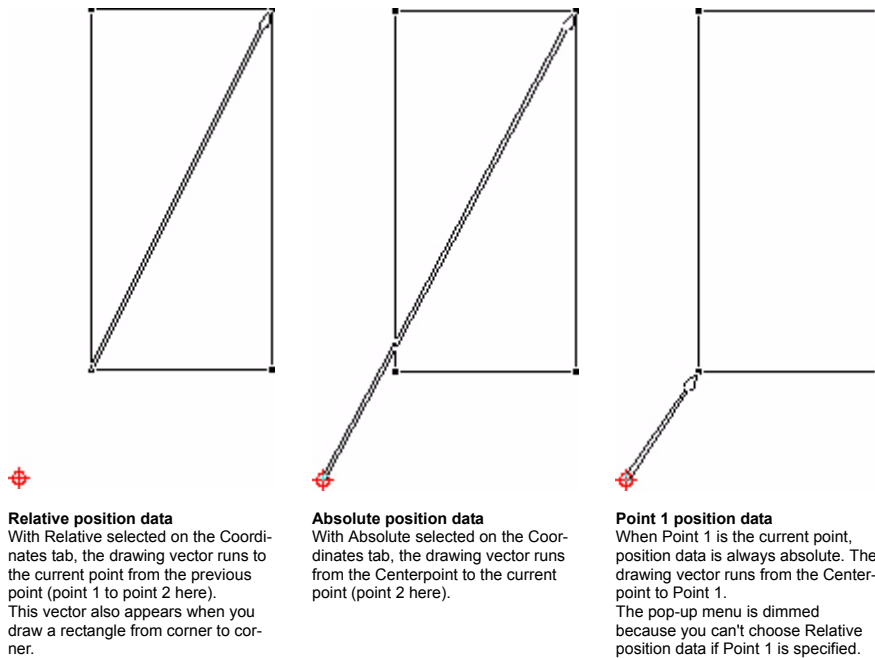 Relative position data
With Relative selected on the Coordi-
nates tab, the drawing vector runs to
the current point from the previous
point (point 1 to point 2 here).
This vector also appears when you
draw a rectangle from corner to cor-
ner.
Absolute position data
With Absolute selected on the Coor-
dinates tab, the drawing vector runs
from the Centerpoint to the current
point (point 2 here).
Point 1 position data
When Point 1 is the current point,
position data is always absolute. The
drawing vector runs from the Center-
point to Point 1.
The pop-up menu is dimmed
because you can't choose Relative
position data if Point 1 is specified.